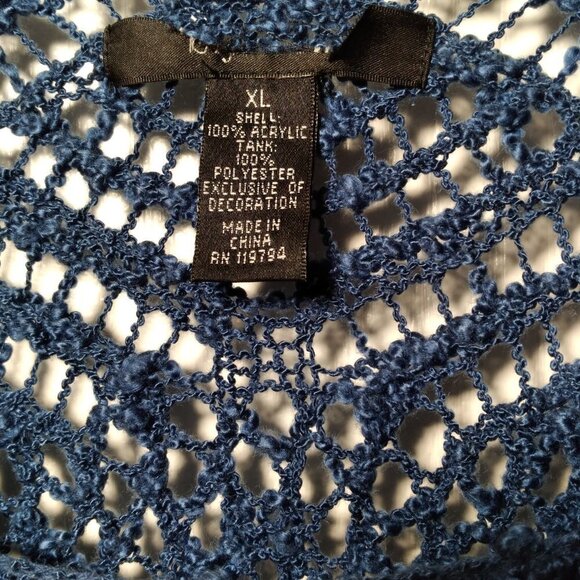 XL
SHELL:
100% ACRYLIC
TANK:
100%
POLYESTER
EXCLUSIVE OF
DECORATION
MADE IN
CHINA
RN 119794